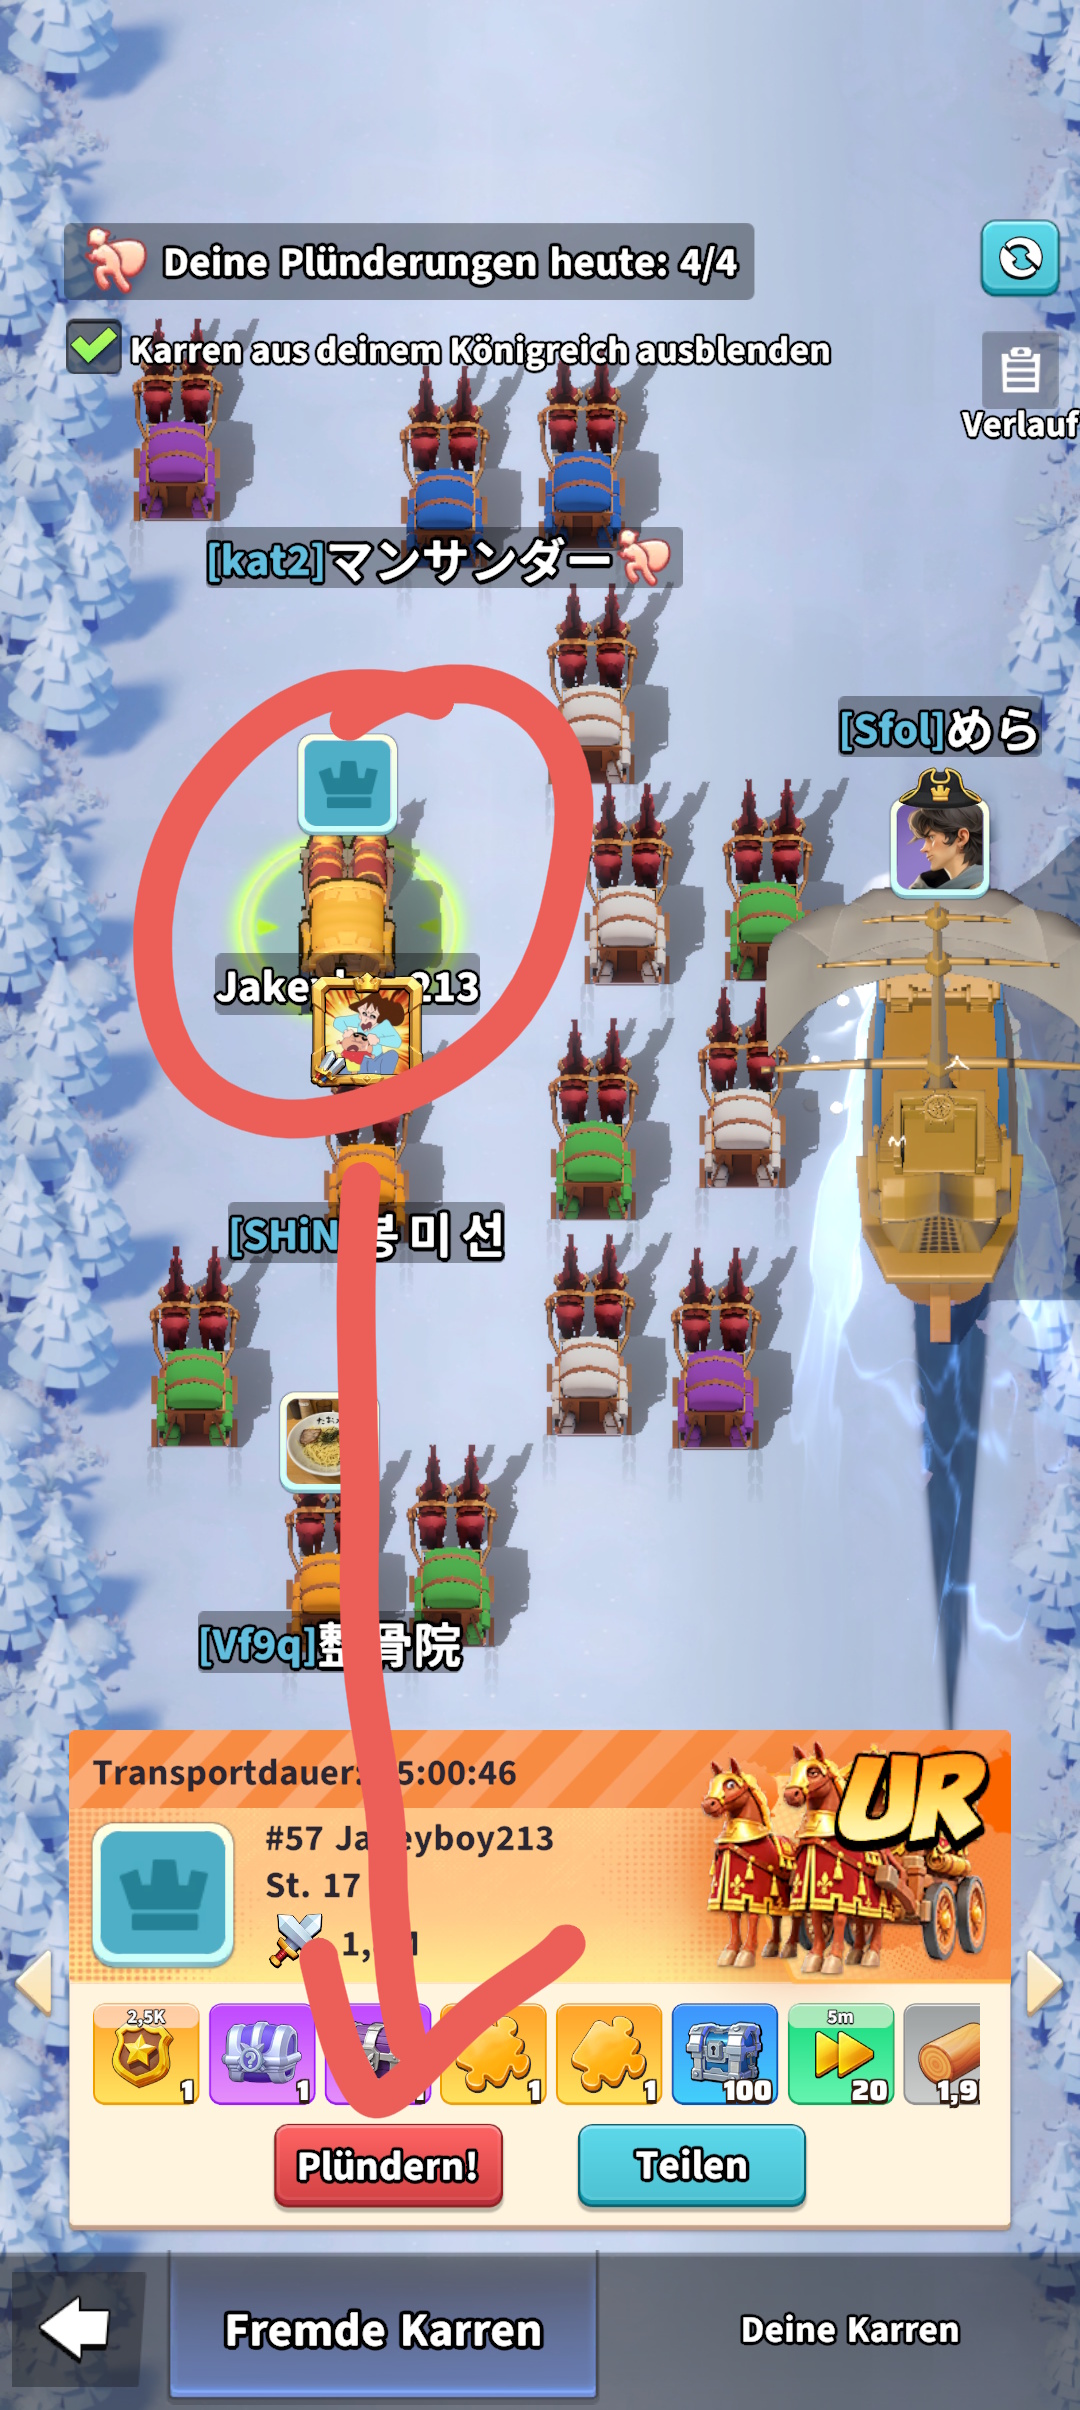 Deine Plünderungen heute: 4/4
Karren aus deinem Königreich ausblenden
Verlauf
[kat2]マンサンダー
[Sfol]めら
213
[SHiN 미 선
[Vf9q] 骨院
Transportdauer: 5:00:46
UR
#57 Ja eyboy213
St. 17
1,
2,5K
1
1
1
1
100
5m
20
1,9
Plündern!
Teilen
Fremde Karren
Deine Karren